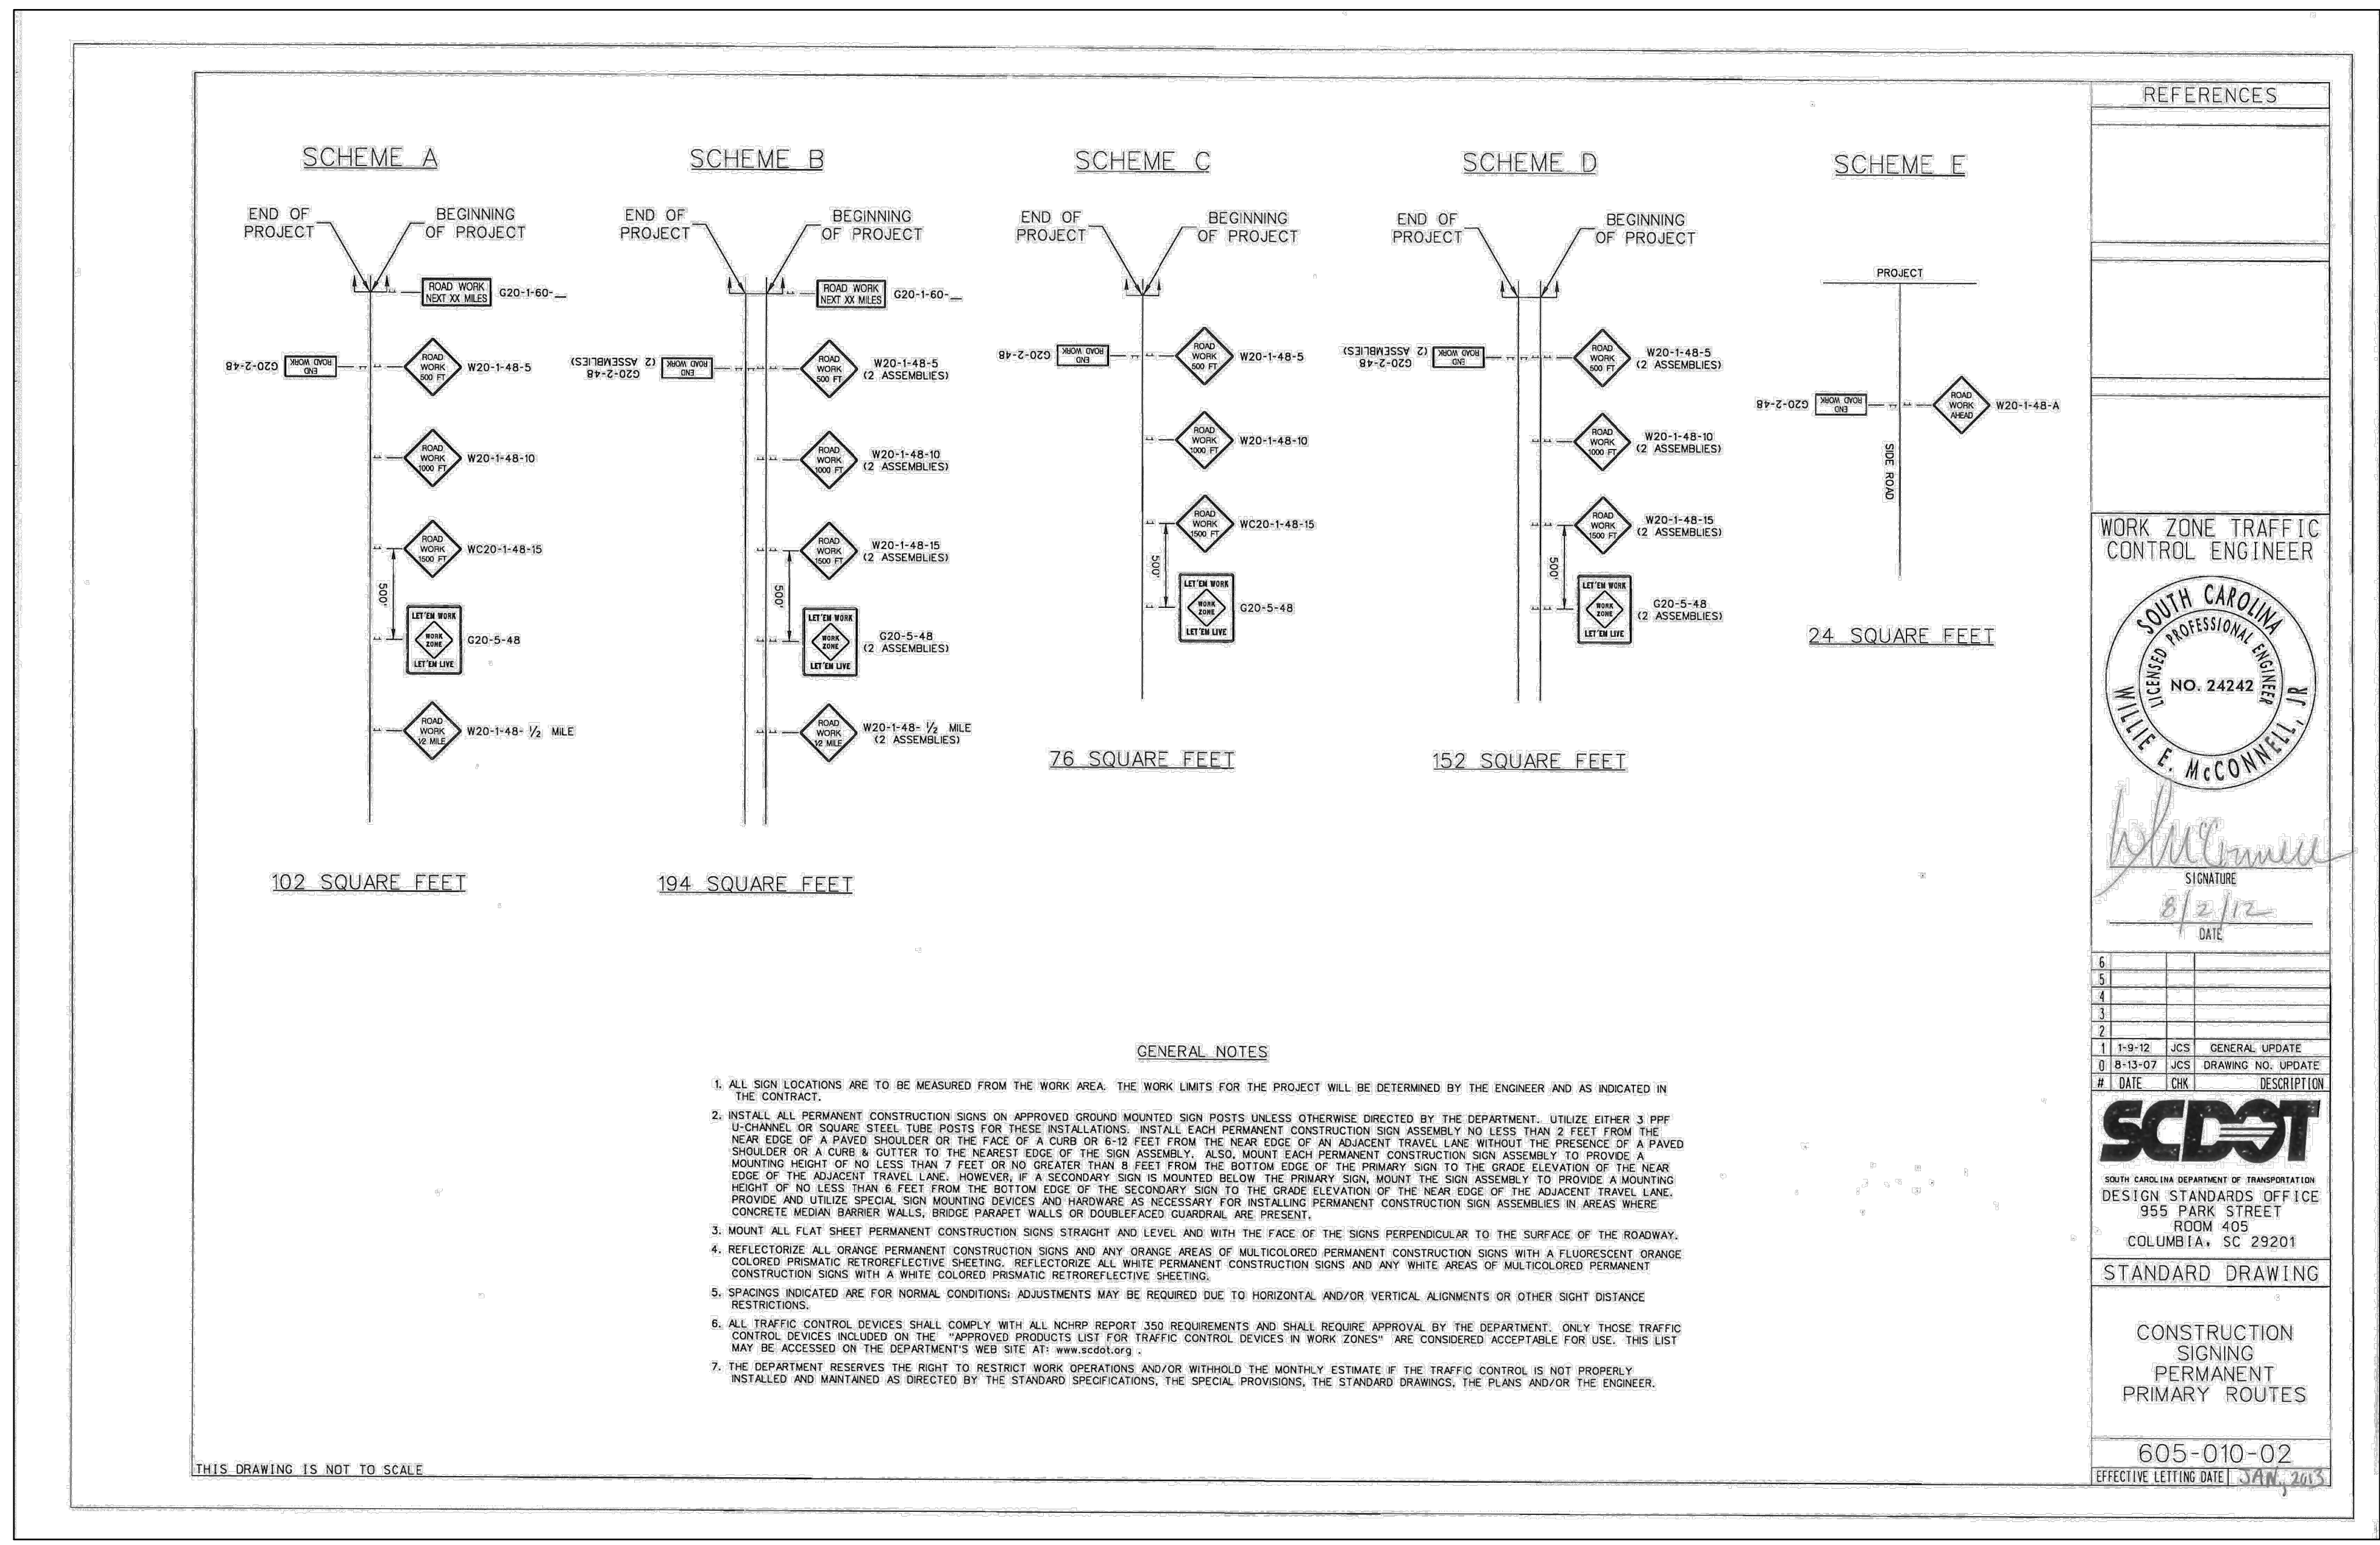 SCHEME A
END OF
PROJECT
BEGINNING
OF PROJECT
ROAD WORK
NEXT XX MILES
G20-1-60-__
G20-2-48
END
ROAD WORK
ROAD
WORK
500 FT
W20-1-48-5
ROAD
WORK
1000 FT
W20-1-48-10
ROAD
WORK
1500 FT
WC20-1-48-15
500'
LET'EM WORK
WORK
ZONE
LET'EM LIVE
G20-5-48
ROAD
WORK
1/2 MILE
W20-1-48- 1/2 MILE
102 SQUARE FEET
SCHEME B
END OF
PROJECT
BEGINNING
OF PROJECT
ROAD WORK
NEXT XX MILES
G20-1-60-__
G20-2-48
(2 ASSEMBLIES)
END
ROAD WORK
ROAD
WORK
500 FT
W20-1-48-5
(2 ASSEMBLIES)
ROAD
WORK
1000 FT
W20-1-48-10
(2 ASSEMBLIES)
ROAD
WORK
1500 FT
W20-1-48-15
(2 ASSEMBLIES)
500'
LET'EM WORK
WORK
ZONE
LET'EM LIVE
G20-5-48
(2 ASSEMBLIES)
ROAD
WORK
1/2 MILE
W20-1-48- 1/2 MILE
(2 ASSEMBLIES)
194 SQUARE FEET
SCHEME C
END OF
PROJECT
BEGINNING
OF PROJECT
G20-2-48
END
ROAD WORK
ROAD
WORK
500 FT
W20-1-48-5
ROAD
WORK
1000 FT
W20-1-48-10
ROAD
WORK
1500 FT
WC20-1-48-15
500'
LET'EM WORK
WORK
ZONE
LET'EM LIVE
G20-5-48
76 SQUARE FEET
SCHEME D
END OF
PROJECT
BEGINNING
OF PROJECT
G20-2-48
(2 ASSEMBLIES)
END
ROAD WORK
ROAD
WORK
500 FT
W20-1-48-5
(2 ASSEMBLIES)
ROAD
WORK
1000 FT
W20-1-48-10
(2 ASSEMBLIES)
ROAD
WORK
1500 FT
W20-1-48-15
(2 ASSEMBLIES)
500'
LET'EM WORK
WORK
ZONE
LET'EM LIVE
G20-5-48
(2 ASSEMBLIES)
152 SQUARE FEET
SCHEME E
PROJECT
G20-2-48
END
ROAD WORK
ROAD
WORK
AHEAD
W20-1-48-A
SIDE ROAD
24 SQUARE FEET
GENERAL NOTES
1. ALL SIGN LOCATIONS ARE TO BE MEASURED FROM THE WORK AREA. THE WORK LIMITS FOR THE PROJECT WILL BE DETERMINED BY THE ENGINEER AND AS INDICATED IN
THE CONTRACT.
2. INSTALL ALL PERMANENT CONSTRUCTION SIGNS ON APPROVED GROUND MOUNTED SIGN POSTS UNLESS OTHERWISE DIRECTED BY THE DEPARTMENT. UTILIZE EITHER 3 PPF
U-CHANNEL OR SQUARE STEEL TUBE POSTS FOR THESE INSTALLATIONS. INSTALL EACH PERMANENT CONSTRUCTION SIGN ASSEMBLY NO LESS THAN 2 FEET FROM THE
NEAR EDGE OF A PAVED SHOULDER OR THE FACE OF A CURB OR 6-12 FEET FROM THE NEAR EDGE OF AN ADJACENT TRAVEL LANE WITHOUT THE PRESENCE OF A PAVED
SHOULDER OR A CURB & GUTTER TO THE NEAREST EDGE OF THE SIGN ASSEMBLY. ALSO, MOUNT EACH PERMANENT CONSTRUCTION SIGN ASSEMBLY TO PROVIDE A
MOUNTING HEIGHT OF NO LESS THAN 7 FEET OR NO GREATER THAN 8 FEET FROM THE BOTTOM EDGE OF THE PRIMARY SIGN TO THE GRADE ELEVATION OF THE NEAR
EDGE OF THE ADJACENT TRAVEL LANE. HOWEVER, IF A SECONDARY SIGN IS MOUNTED BELOW THE PRIMARY SIGN, MOUNT THE SIGN ASSEMBLY TO PROVIDE A MOUNTING
HEIGHT OF NO LESS THAN 6 FEET FROM THE BOTTOM EDGE OF THE SECONDARY SIGN TO THE GRADE ELEVATION OF THE NEAR EDGE OF THE ADJACENT TRAVEL LANE.
PROVIDE AND UTILIZE SPECIAL SIGN MOUNTING DEVICES AND HARDWARE AS NECESSARY FOR INSTALLING PERMANENT CONSTRUCTION SIGN ASSEMBLIES IN AREAS WHERE
CONCRETE MEDIAN BARRIER WALLS, BRIDGE PARAPET WALLS OR DOUBLEFACED GUARDRAIL ARE PRESENT.
3. MOUNT ALL FLAT SHEET PERMANENT CONSTRUCTION SIGNS STRAIGHT AND LEVEL AND WITH THE FACE OF THE SIGNS PERPENDICULAR TO THE SURFACE OF THE ROADWAY.
4. REFLECTORIZE ALL ORANGE PERMANENT CONSTRUCTION SIGNS AND ANY ORANGE AREAS OF MULTICOLORED PERMANENT CONSTRUCTION SIGNS WITH A FLUORESCENT ORANGE
COLORED PRISMATIC RETROREFLECTIVE SHEETING. REFLECTORIZE ALL WHITE PERMANENT CONSTRUCTION SIGNS AND ANY WHITE AREAS OF MULTICOLORED PERMANENT
CONSTRUCTION SIGNS WITH A WHITE COLORED PRISMATIC RETROREFLECTIVE SHEETING.
5. SPACINGS INDICATED ARE FOR NORMAL CONDITIONS; ADJUSTMENTS MAY BE REQUIRED DUE TO HORIZONTAL AND/OR VERTICAL ALIGNMENTS OR OTHER SIGHT DISTANCE
RESTRICTIONS.
6. ALL TRAFFIC CONTROL DEVICES SHALL COMPLY WITH ALL NCHRP REPORT 350 REQUIREMENTS AND SHALL REQUIRE APPROVAL BY THE DEPARTMENT. ONLY THOSE TRAFFIC
CONTROL DEVICES INCLUDED ON THE "APPROVED PRODUCTS LIST FOR TRAFFIC CONTROL DEVICES IN WORK ZONES" ARE CONSIDERED ACCEPTABLE FOR USE. THIS LIST
MAY BE ACCESSED ON THE DEPARTMENT'S WEB SITE AT: www.scdot.org .
7. THE DEPARTMENT RESERVES THE RIGHT TO RESTRICT WORK OPERATIONS AND/OR WITHHOLD THE MONTHLY ESTIMATE IF THE TRAFFIC CONTROL IS NOT PROPERLY
INSTALLED AND MAINTAINED AS DIRECTED BY THE STANDARD SPECIFICATIONS, THE SPECIAL PROVISIONS, THE STANDARD DRAWINGS, THE PLANS AND/OR THE ENGINEER.
THIS DRAWING IS NOT TO SCALE
REFERENCES
WORK ZONE TRAFFIC
CONTROL ENGINEER
SOUTH CAROLINA
LICENSED PROFESSIONAL ENGINEER
NO. 24242
WILLIE E. McCONNELL, JR
W McConnell
SIGNATURE
8/2/12
DATE
6
5
4
3
2
1 1-9-12 JCS GENERAL UPDATE
0 8-13-07 JCS DRAWING NO. UPDATE
# DATE CHK DESCRIPTION
SCDOT
SOUTH CAROLINA DEPARTMENT OF TRANSPORTATION
DESIGN STANDARDS OFFICE
955 PARK STREET
ROOM 405
COLUMBIA, SC 29201
STANDARD DRAWING
CONSTRUCTION
SIGNING
PERMANENT
PRIMARY ROUTES
605-010-02
EFFECTIVE LETTING DATE JAN, 2013